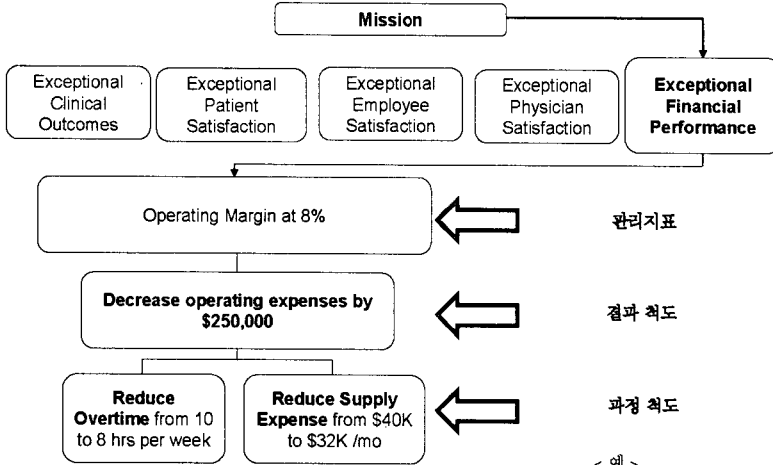 Mission
Exceptional
Clinical
Outcomes
Exceptional
Patient
Satisfaction
Exceptional
Employee
Satisfaction
Exceptional
Physician
Satisfaction
Exceptional
Financial
Performance
Operating Margin at 8%
관리지표
Decrease operating expenses by
$250,000
결과 척도
Reduce
Overtime from 10
to 8 hrs per week
Reduce Supply
Expense from $40K
to $32K /mo
과정 척도
예